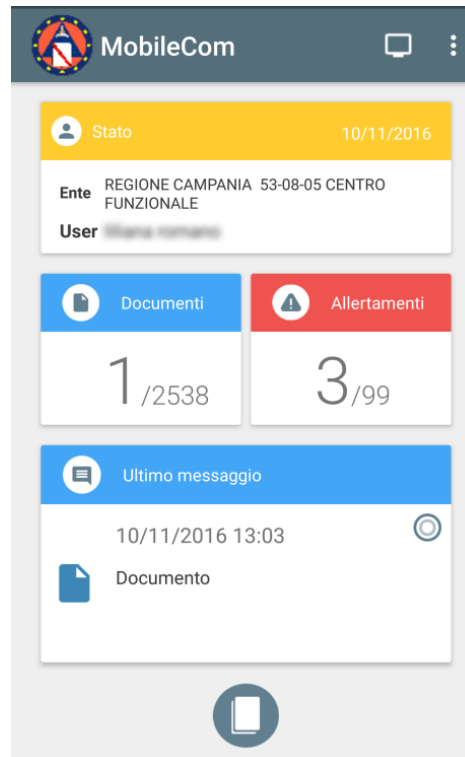 MobileCom
Stato 10/11/2016
Ente REGIONE CAMPANIA 53-08-05 CENTRO
FUNZIONALE
User
Documenti
Allertamenti
1/2538
3/99
Ultimo messaggio
10/11/2016 13:03
Documento